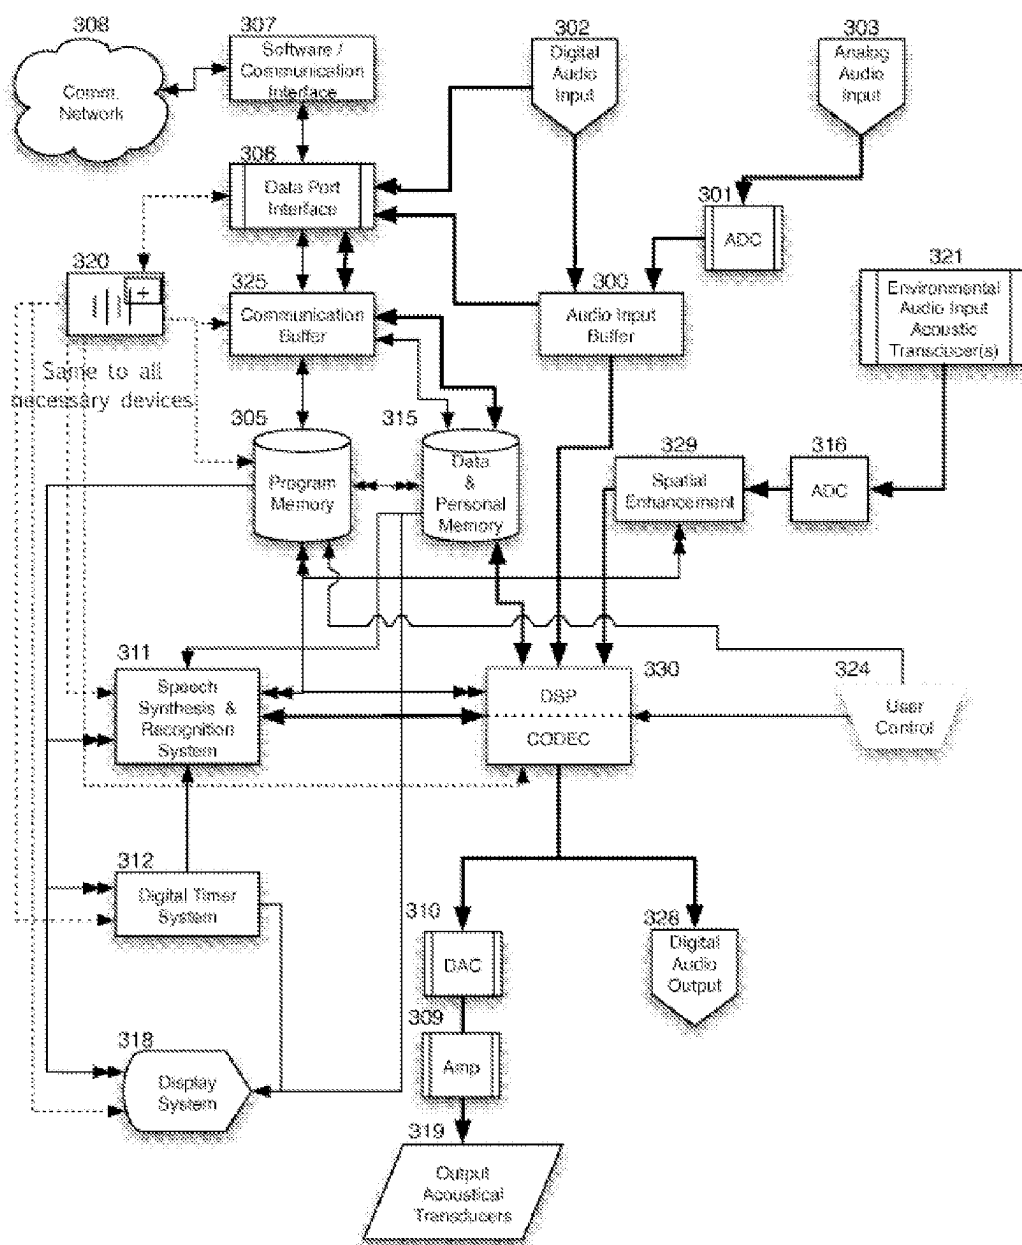 308
Comm.
Network
307
Software /
Communication
Interface
302
Digital
Audio
Input
303
Analog
Audio
Input
306
Data Port
Interface
301
ADC
320
+
Same to all
necessary devices
325
Communication
Buffer
300
Audio Input
Buffer
321
Environmental
Audio Input
Acoustic
Transducer(s)
305
Program
Memory
315
Data
&
Personal
Memory
329
Spatial
Enhancement
316
ADC
311
Speech
Synthesis &
Recognition
System
330
DSP
CODEC
324
User
Control
312
Digital Timer
System
310
DAC
328
Digital
Audio
Output
309
Amp
318
Display
System
319
Output
Acoustical
Transducers